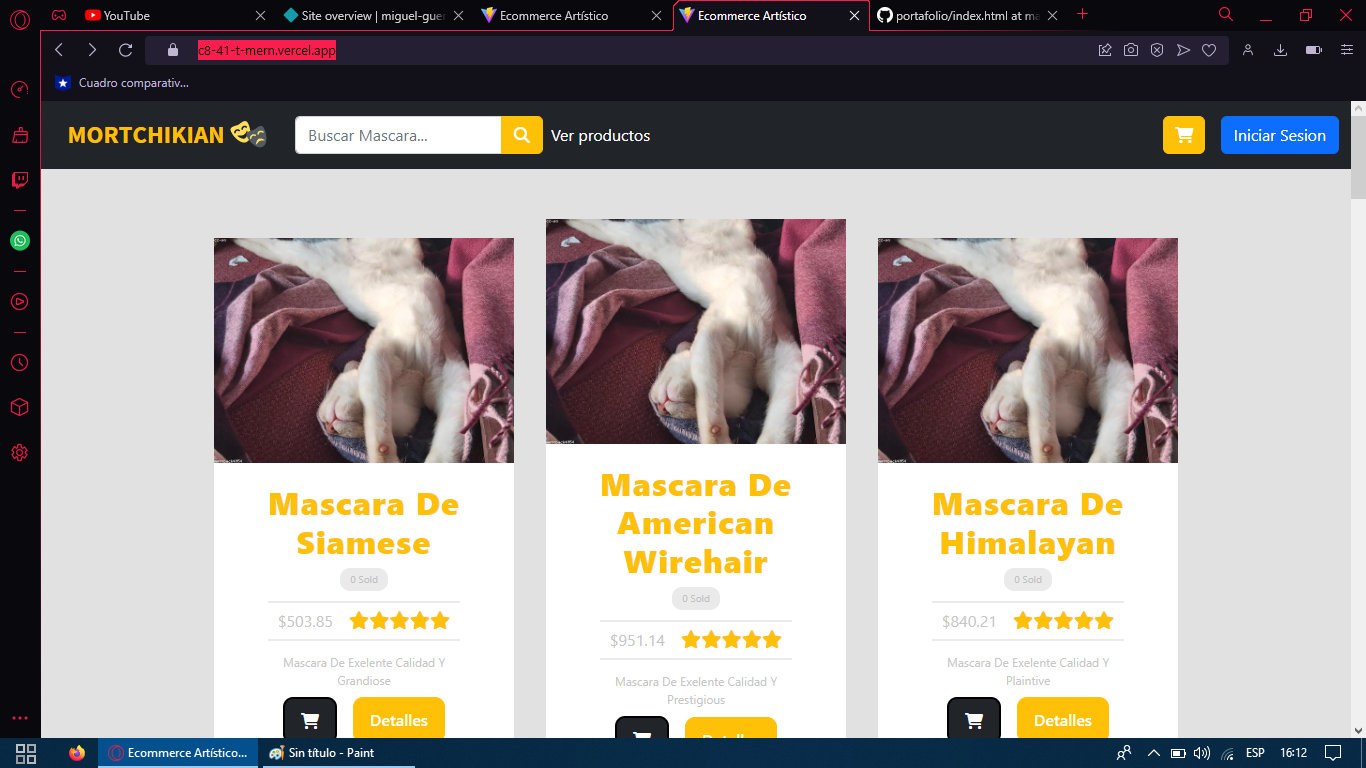 YouTube
Site overview | miguel-guer
Ecommerce Artístico
Ecommerce Artístico
portafolio/index.html at ma
c8-41-t-mern.vercel.app
Cuadro comparativ...
MORTCHIKIAN
Buscar Mascara...
Ver productos
Iniciar Sesion
Mascara De
Siamese
0 Sold
$503.85
Mascara De Exelente Calidad Y
Grandiose
Detalles
Mascara De
American
Wirehair
0 Sold
$951.14
Mascara De Exelente Calidad Y
Prestigious
Detalles
Mascara De
Himalayan
0 Sold
$840.21
Mascara De Exelente Calidad Y
Plaintive
Detalles
Ecommerce Artístico...
Sin título - Paint
ESP
16:12